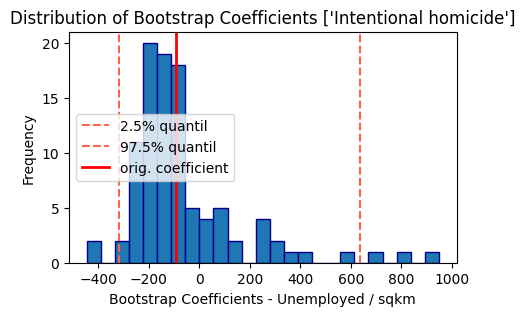 Distribution of Bootstrap Coefficients ['Intentional homicide']
20
15
10
5
0
Frequency
2.5% quantil
97.5% quantil
orig. coefficient
−400 −200 0 200 400 600 800 1000
Bootstrap Coefficients - Unemployed / sqkm